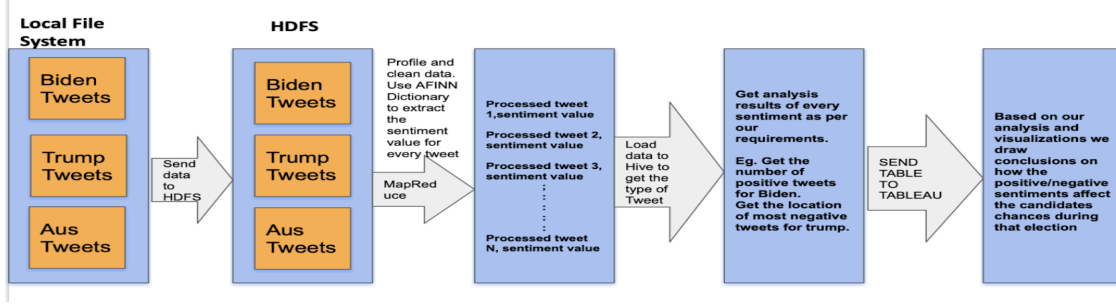 Local File
System
Biden
Tweets
Trump
Tweets
Aus
Tweets
Send
data
to
HDFS
HDFS
Biden
Tweets
Trump
Tweets
Aus
Tweets
Profile and
clean data.
Use AFINN
Dictionary
to extract
the
sentiment
value for
every tweet
MapRed
uce
Processed tweet
1,sentiment value
Processed tweet 2,
sentiment value
Processed tweet 3,
sentiment value
Processed tweet
N, sentiment value
Load
data to
Hive to
get the
type of
Tweet
Get analysis
results of every
sentiment as per
our
requirements.
Eg. Get the
number of
positive tweets
for Biden.
Get the location
of most negative
tweets for trump.
SEND
TABLE
TO
TABLEAU
Based on our
analysis and
visualizations we
draw
conclusions on
how the
positive/negative
sentiments affect
the candidates
chances during
that election